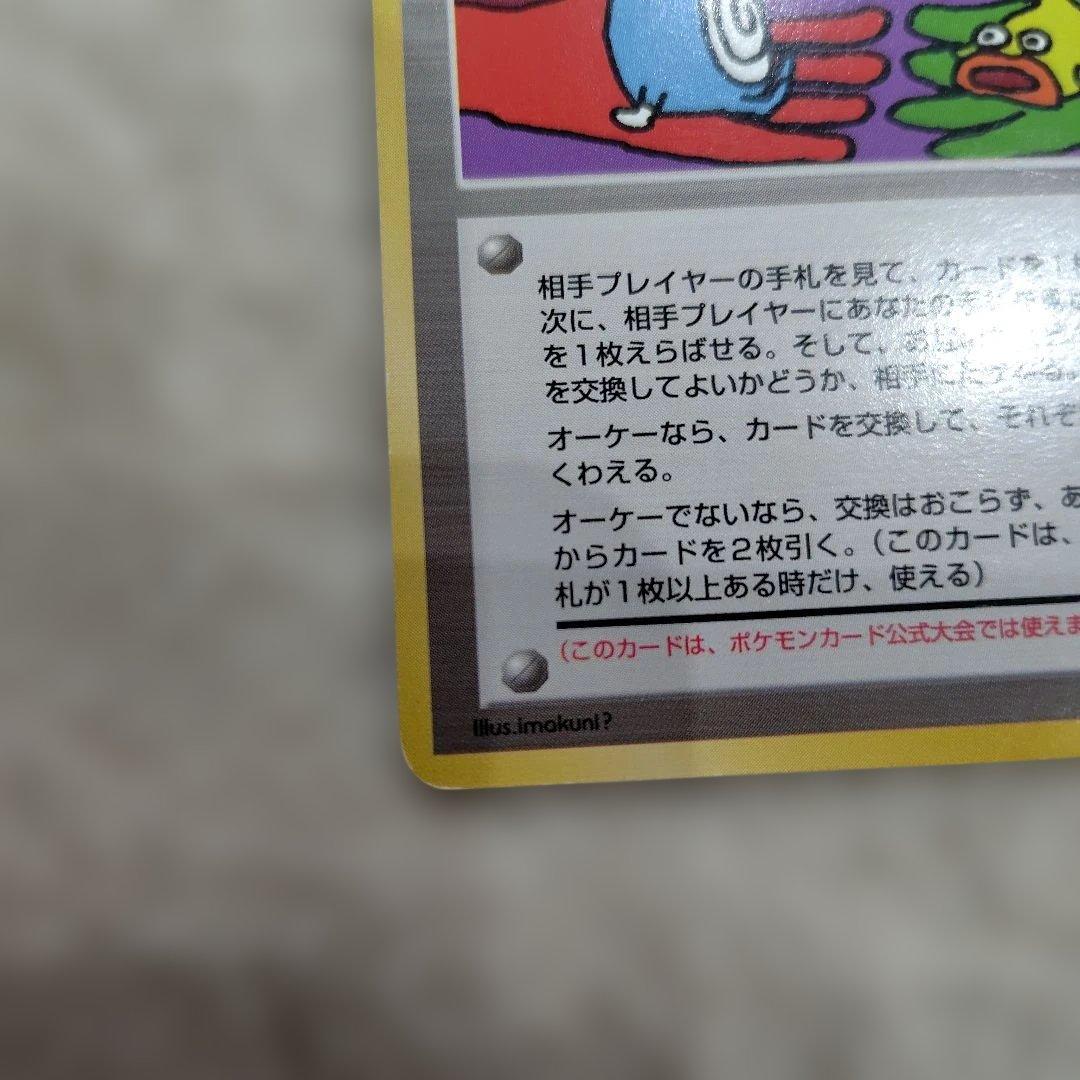 相手プレイヤーの手札を見て、カードを1
次に、相手プレイヤーにあなたの
を1枚えらばせる。そして、
を交換してよいかどうか、相手に
オーケーなら、カードを交換して、それぞ
くわえる。
オーケーでないなら、交換はおこらず、あ
からカードを2枚引く。(このカードは、
札が1枚以上ある時だけ、使える)
(このカードは、ポケモンカード公式大会では使えま
Illus.imakuni?